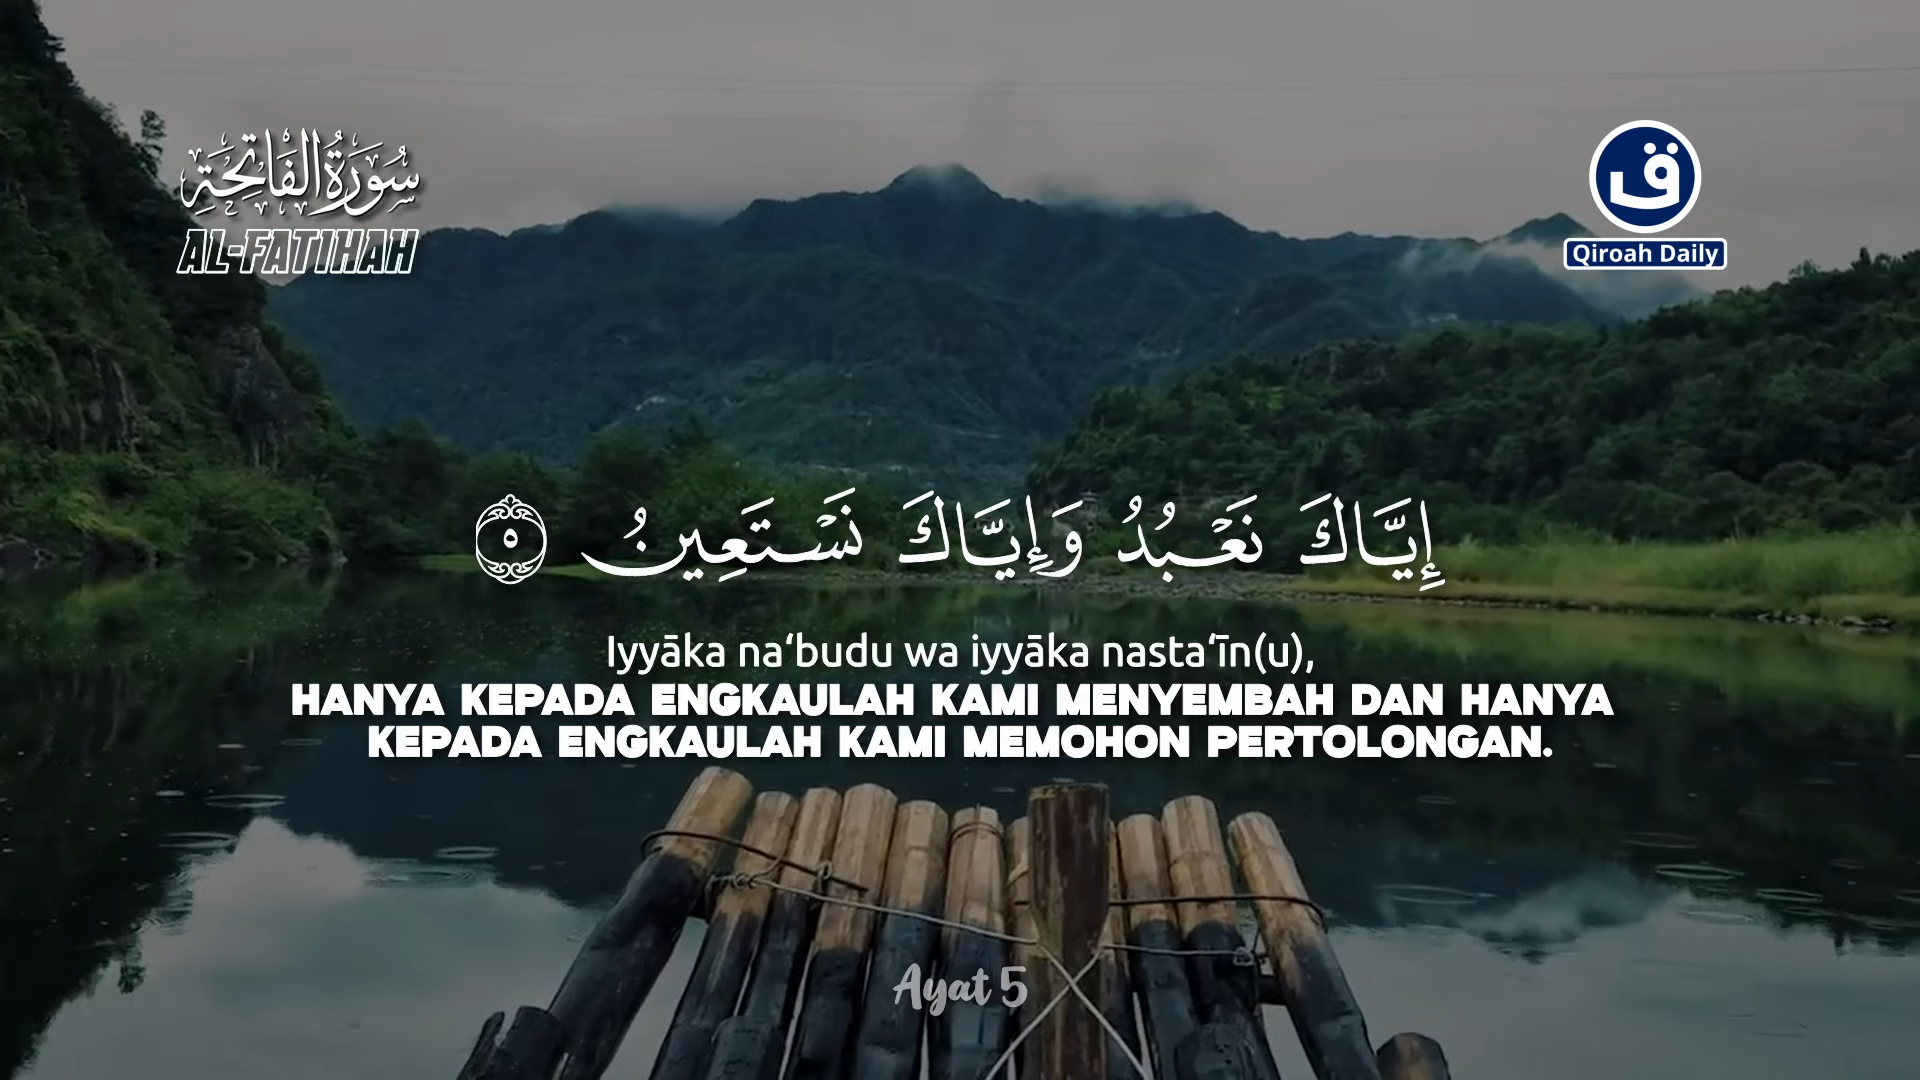 سُورَةُ الْفَاتِحَةِ
AL-FATIHAH
ق
Qiroah Daily
إِيَّاكَ نَعْبُدُ وَإِيَّاكَ نَسْتَعِينُ ٥
Iyyāka na‘budu wa iyyāka nasta‘īn(u),
HANYA KEPADA ENGKAULAH KAMI MENYEMBAH DAN HANYA
KEPADA ENGKAULAH KAMI MEMOHON PERTOLONGAN.
Ayat 5